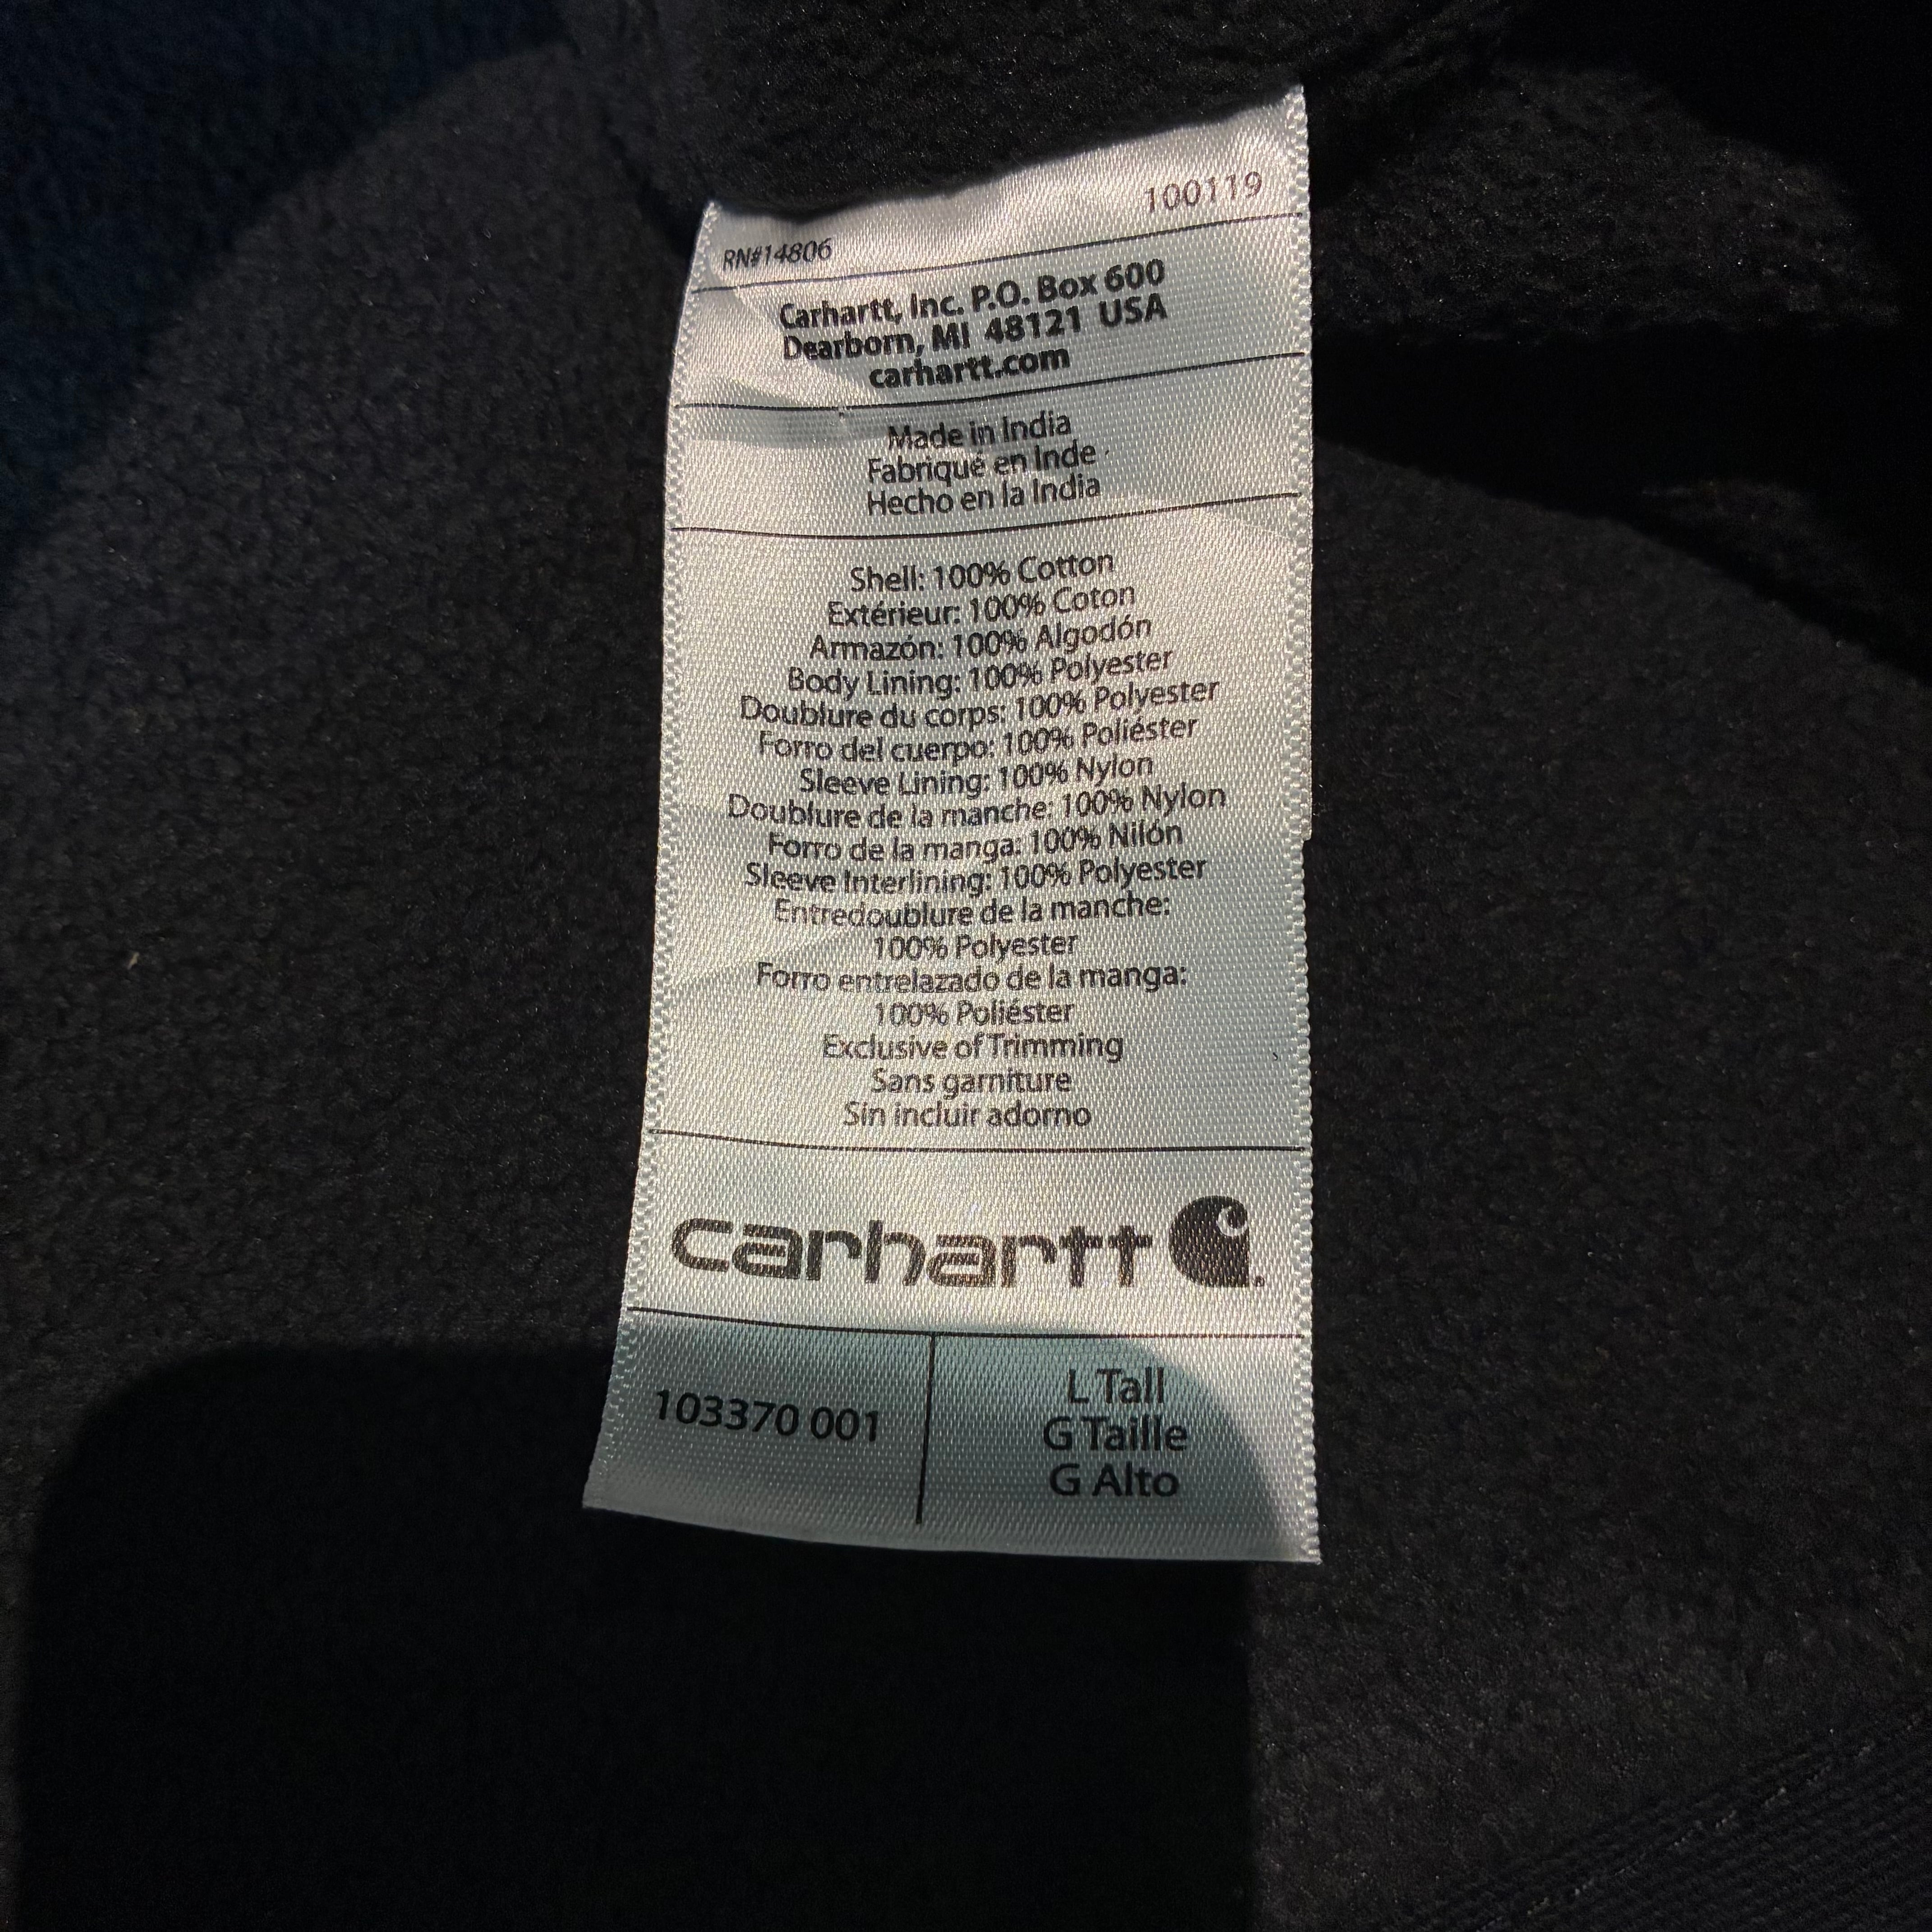 100119
RN#14806
Carhartt, Inc. P.O. Box 600
Dearborn, MI 48121 USA
carhartt.com
Made in India
Fabriqué en Inde
Hecho en la India
Shell: 100% Cotton
Extérieur: 100% Coton
Armazón: 100% Algodón
Body Lining: 100% Polyester
Doublure du corps: 100% Polyester
Forro del cuerpo: 100% Poliéster
Sleeve Lining: 100% Nylon
Doublure de la manche: 100% Nylon
Forro de la manga: 100% Nilón
Sleeve Interlining: 100% Polyester
Entredoublure de la manche:
100% Polyester
Forro entrelazado de la manga:
100% Poliéster
Exclusive of Trimming
Sans garniture
Sin incluir adorno
carhartt
103370 001
L Tall
G Taille
G Alto